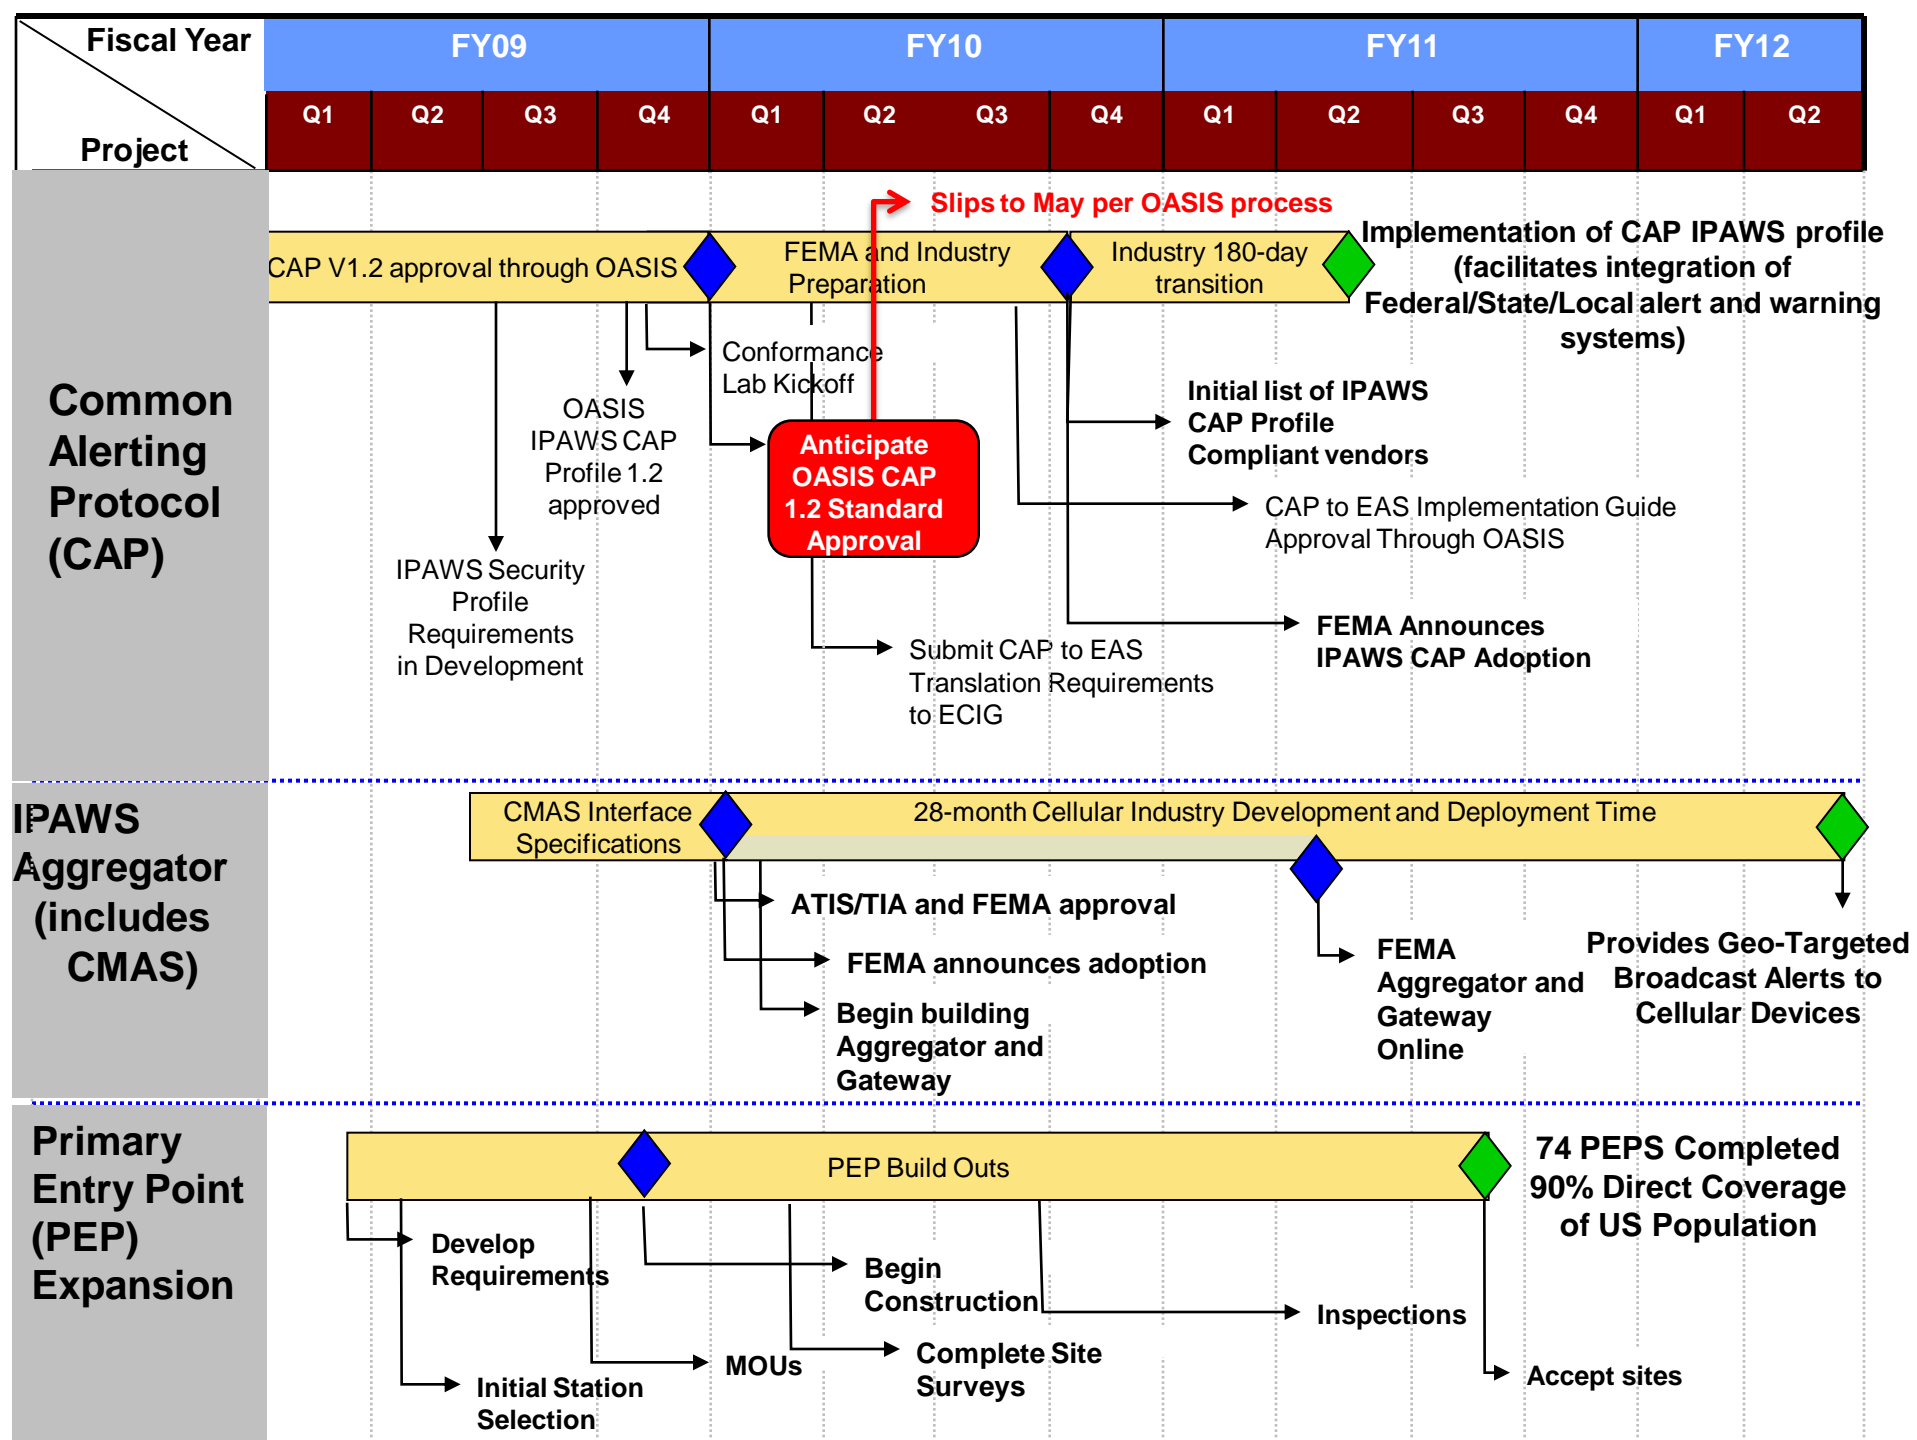 Fiscal Year
Project
FY09
FY10
FY11
FY12
Q1
Q2
Q3
Q4
Q1
Q2
Q3
Q4
Q1
Q2
Q3
Q4
Q1
Q2
Common
Alerting
Protocol
(CAP)
Slips to May per OASIS process
CAP V1.2 approval through OASIS
FEMA and Industry
Preparation
Industry 180-day
transition
Implementation of CAP IPAWS profile
(facilitates integration of
Federal/State/Local alert and warning
systems)
Conformance
Lab Kickoff
OASIS
IPAWS CAP
Profile 1.2
approved
IPAWS Security
Profile
Requirements
in Development
Anticipate
OASIS CAP
1.2 Standard
Approval
Initial list of IPAWS
CAP Profile
Compliant vendors
CAP to EAS Implementation Guide
Approval Through OASIS
FEMA Announces
IPAWS CAP Adoption
Submit CAP to EAS
Translation Requirements
to ECIG
IPAWS
Aggregator
(includes
CMAS)
CMAS Interface
Specifications
28-month Cellular Industry Development and Deployment Time
ATIS/TIA and FEMA approval
FEMA announces adoption
Begin building
Aggregator and
Gateway
FEMA
Aggregator and
Gateway
Online
Provides Geo-Targeted
Broadcast Alerts to
Cellular Devices
Primary
Entry Point
(PEP)
Expansion
PEP Build Outs
74 PEPS Completed
90% Direct Coverage
of US Population
Develop
Requirements
Initial Station
Selection
MOUs
Begin
Construction
Complete Site
Surveys
Inspections
Accept sites